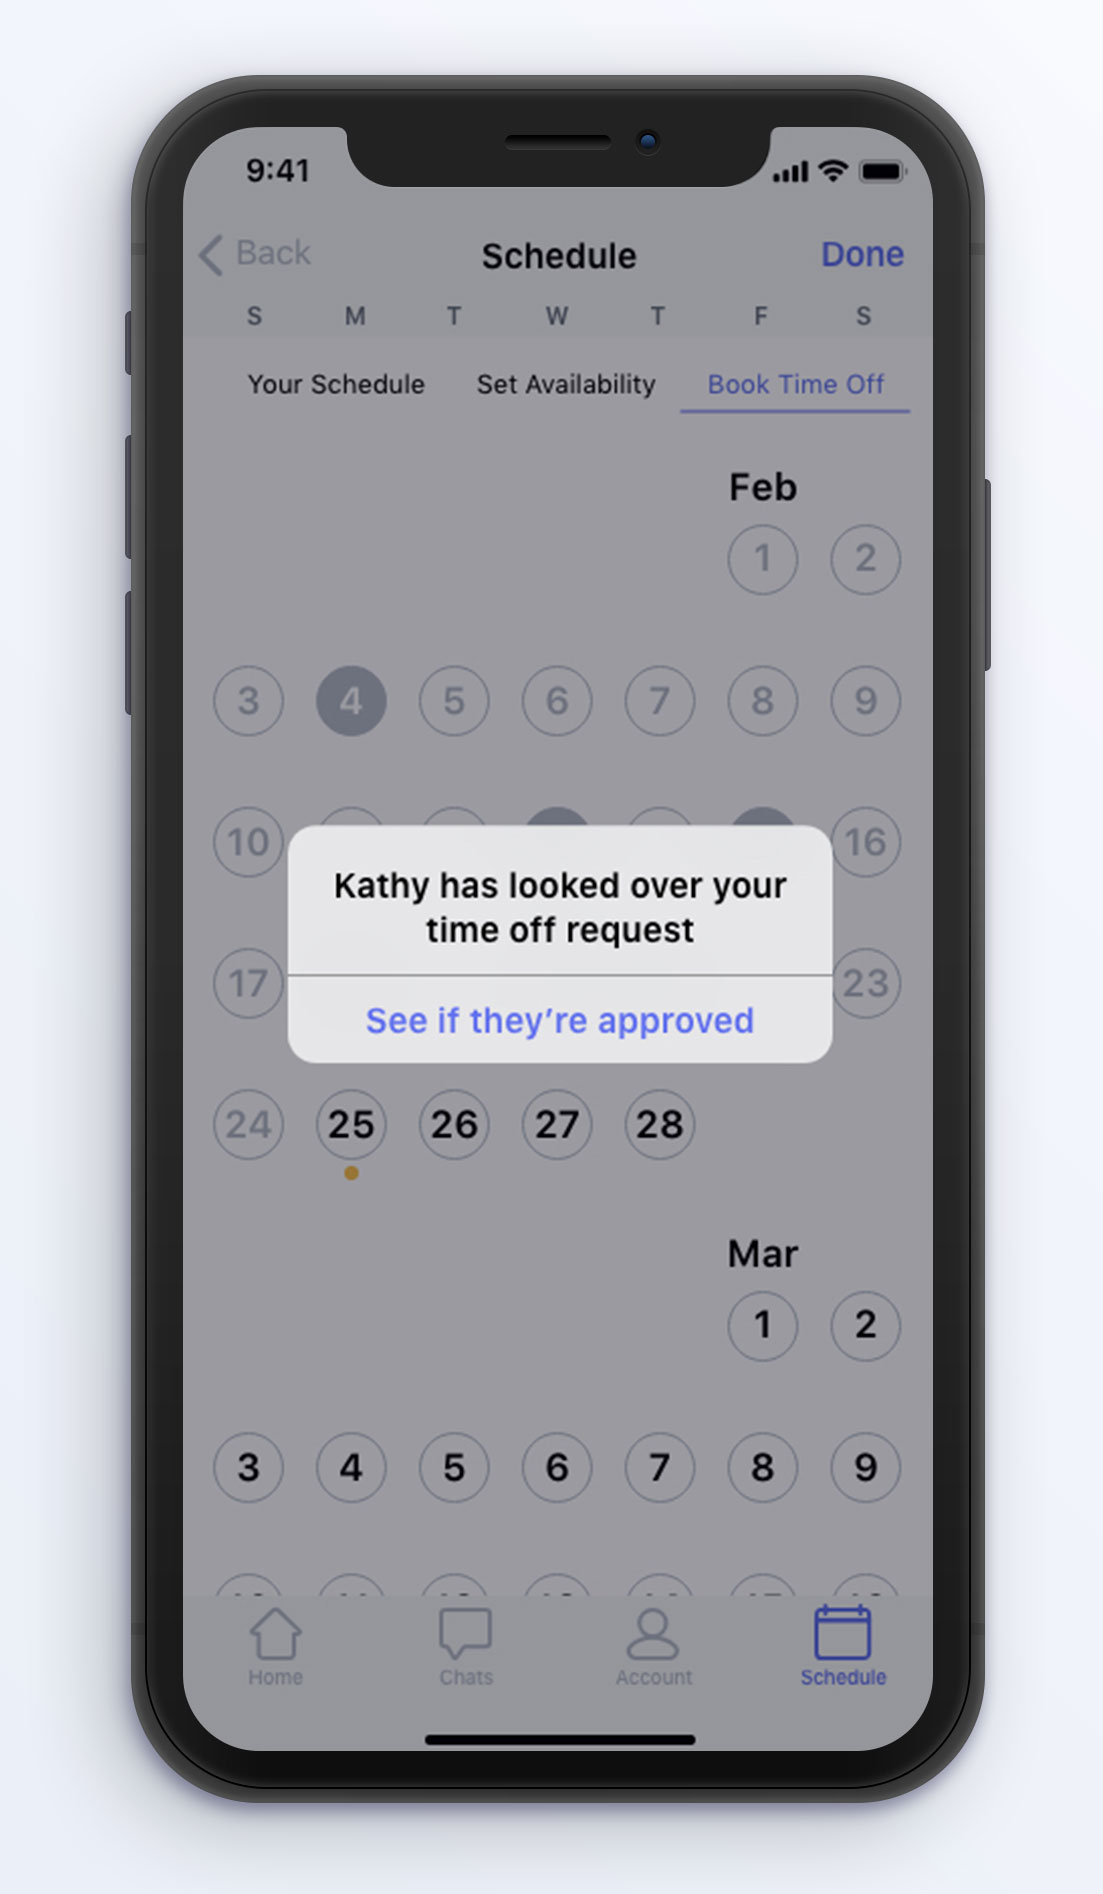 9:41
Back Schedule Done
S M T W T F S
Your Schedule Set Availability Book Time Off
Feb
1 2
3 4 5 6 7 8 9
10 16
Kathy has looked over your
time off request
17 23
See if they’re approved
24 25 26 27 28
Mar
1 2
3 4 5 6 7 8 9
Home Chats Account Schedule